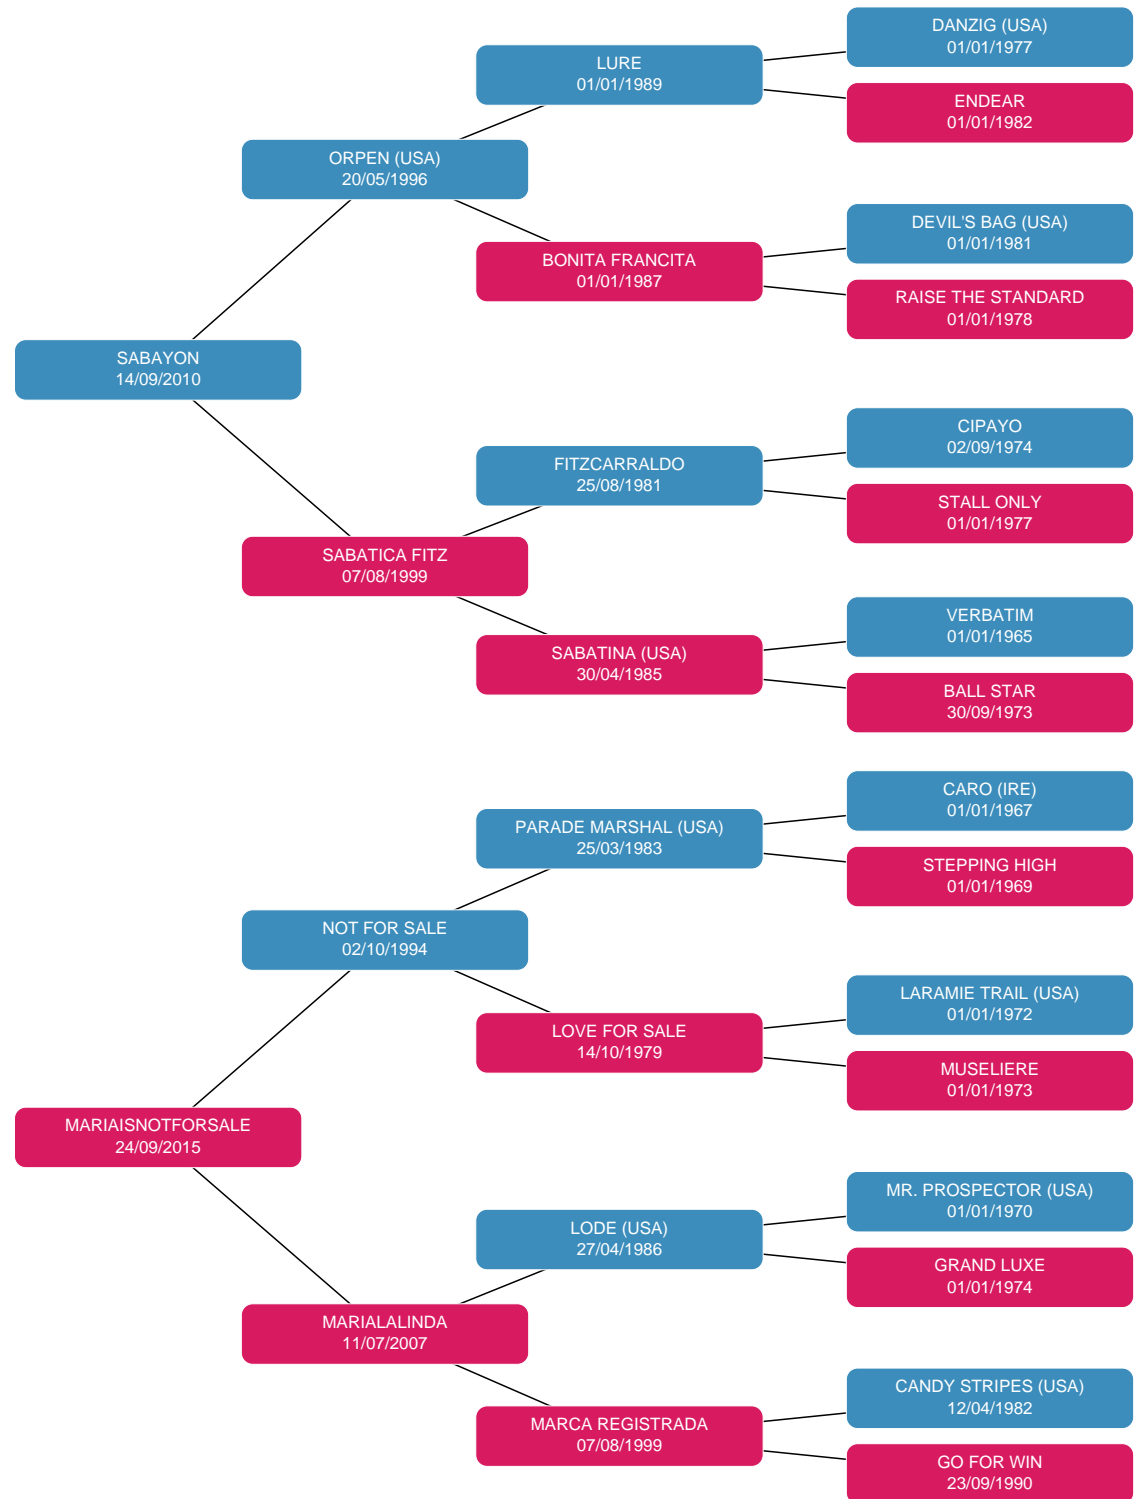 DANZIG (USA)
01/01/1977
LURE
01/01/1989
ENDEAR
01/01/1982
ORPEN (USA)
20/05/1996
DEVIL'S BAG (USA)
01/01/1981
BONITA FRANCITA
01/01/1987
RAISE THE STANDARD
01/01/1978
SABAYON
14/09/2010
CIPAYO
02/09/1974
FITZCARRALDO
25/08/1981
STALL ONLY
01/01/1977
SABATICA FITZ
07/08/1999
VERBATIM
01/01/1965
SABATINA (USA)
30/04/1985
BALL STAR
30/09/1973
CARO (IRE)
01/01/1967
PARADE MARSHAL (USA)
25/03/1983
STEPPING HIGH
01/01/1969
NOT FOR SALE
02/10/1994
LARAMIE TRAIL (USA)
01/01/1972
LOVE FOR SALE
14/10/1979
MUSELIERE
01/01/1973
MARIAISNOTFORSALE
24/09/2015
MR. PROSPECTOR (USA)
01/01/1970
LODE (USA)
27/04/1986
GRAND LUXE
01/01/1974
MARIALALINDA
11/07/2007
CANDY STRIPES (USA)
12/04/1982
MARCA REGISTRADA
07/08/1999
GO FOR WIN
23/09/1990